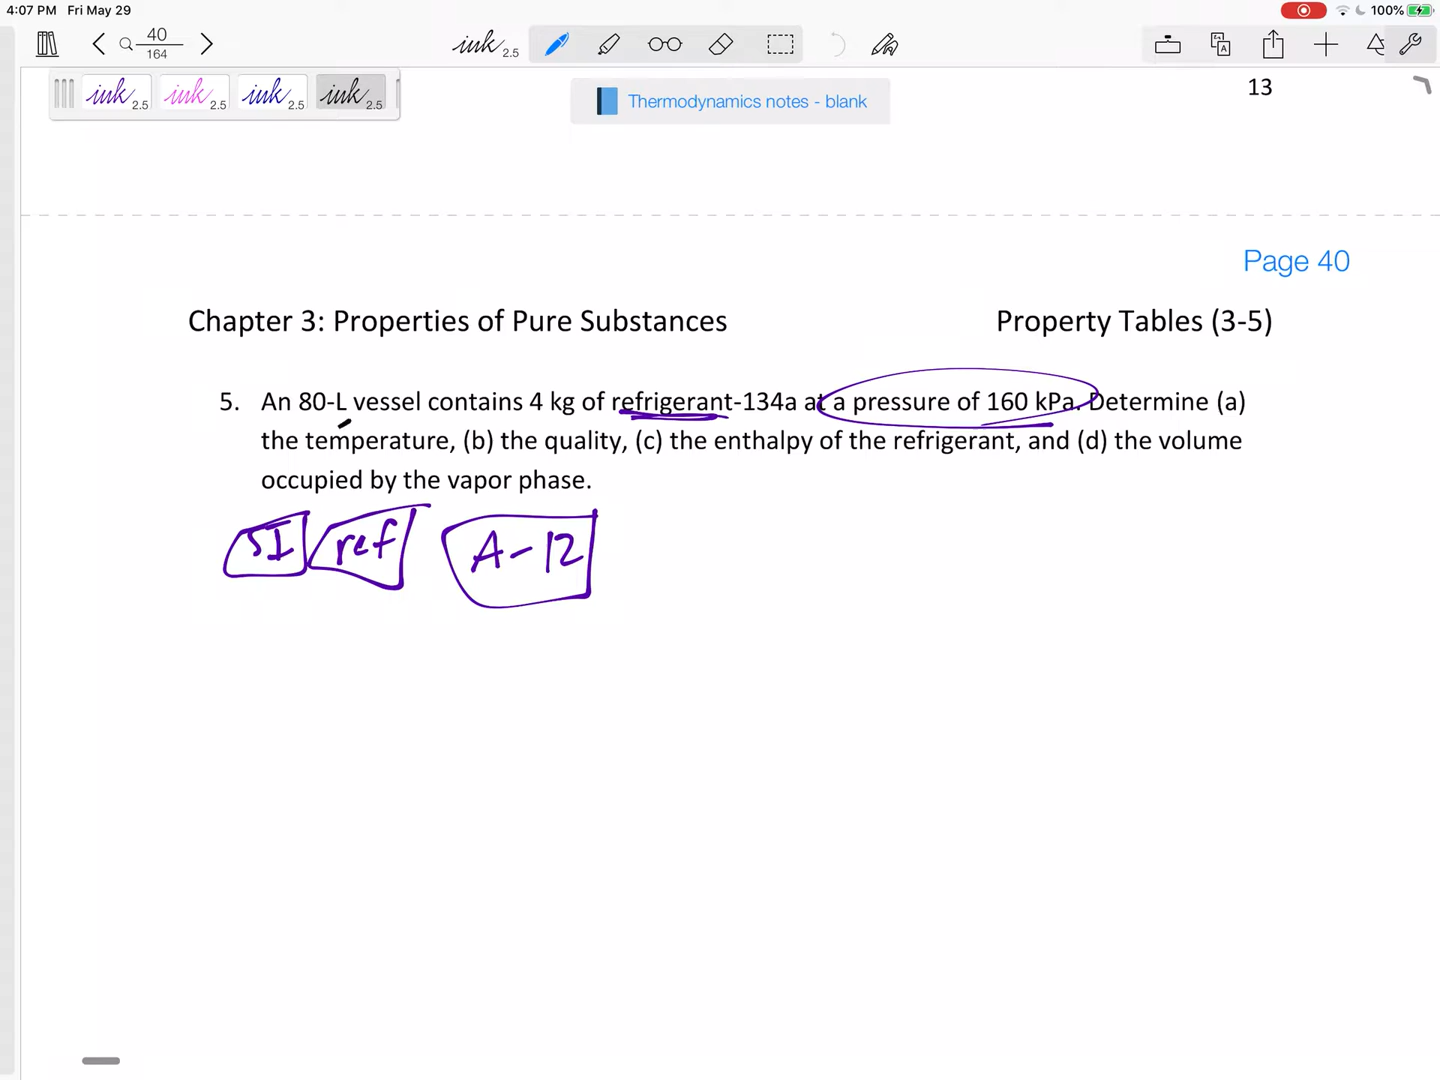 4:07 PM Fri May 29
100%
40
164
ink 2.5
ink 2.5 ink 2.5 ink 2.5 ink 2.5
Thermodynamics notes - blank
13
Page 40
Chapter 3: Properties of Pure Substances Property Tables (3-5)
5. An 80-L vessel contains 4 kg of refrigerant-134a at a pressure of 160 kPa. Determine (a)
the temperature, (b) the quality, (c) the enthalpy of the refrigerant, and (d) the volume
occupied by the vapor phase.
SI ref A-12